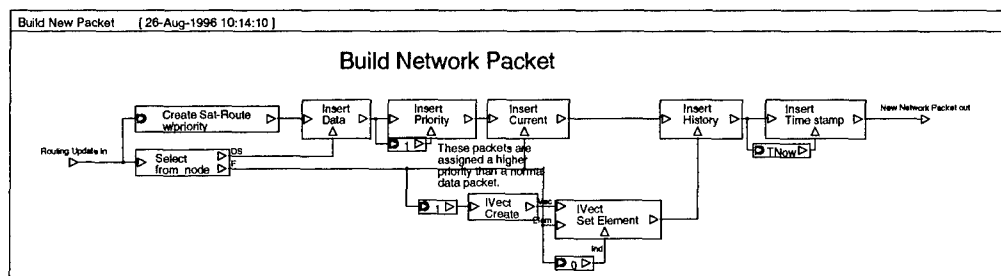 Build New Packet [ 26-Aug-1996 10:14:10 ]
Build Network Packet
Create Sat-Route
w/priority
Insert
Data
Insert
Priority
Insert
Current
Insert
History
Insert
Time stamp
New Network Packet out
Routing Update in
Select
from_node
DS
F
1
These packets are
assigned a higher
priority than a normal
data packet.
TNow
1
IVect
Create
Vec
Elem
IVect
Set Element
Ind
0